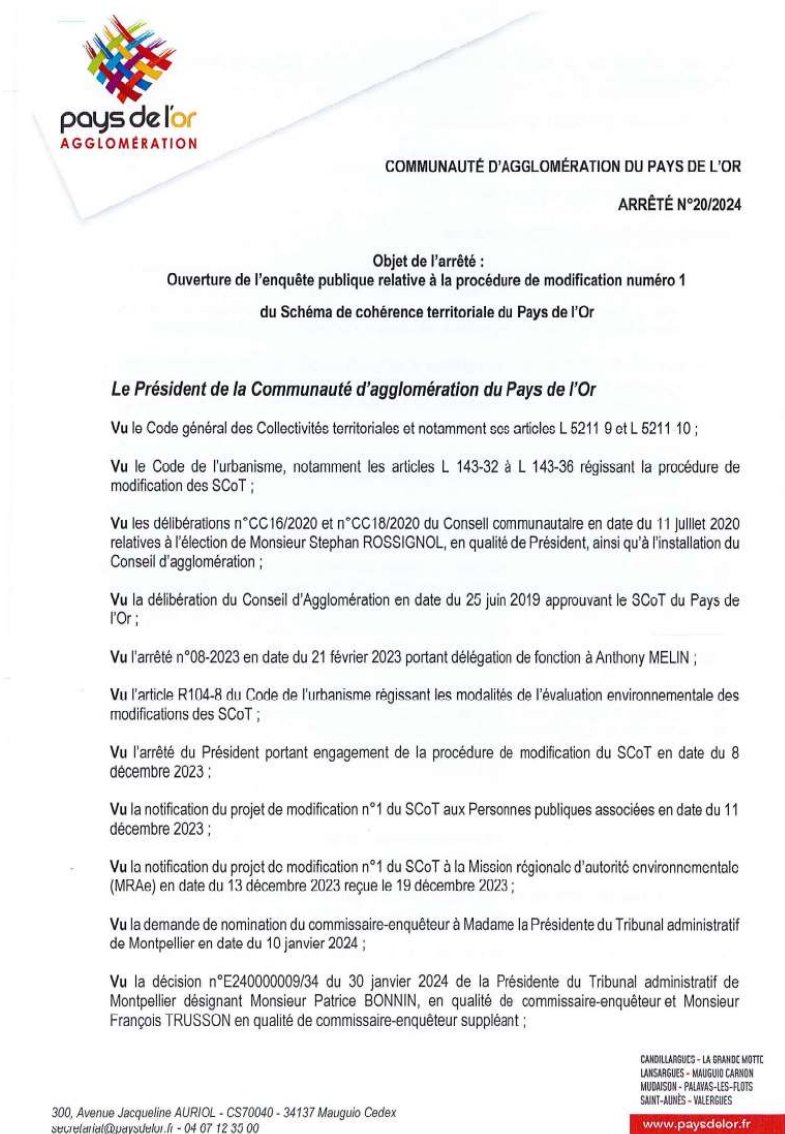 pays de l'or
AGGLOMÉRATION
COMMUNAUTÉ D'AGGLOMÉRATION DU PAYS DE L'OR
ARRÊTÉ N°20/2024
Objet de l'arrêté :
Ouverture de l'enquête publique relative à la procédure de modification numéro 1
du Schéma de cohérence territoriale du Pays de l'Or
Le Président de la Communauté d'agglomération du Pays de l'Or
Vu le Code général des Collectivités territoriales et notamment ses articles L 5211 9 et L 5211 10 ;
Vu le Code de l'urbanisme, notamment les articles L 143-32 à L 143-36 régissant la procédure de
modification des SCoT ;
Vu les délibérations n°CC16/2020 et n°CC18/2020 du Conseil communautaire en date du 11 juillet 2020
relatives à l'élection de Monsieur Stephan ROSSIGNOL, en qualité de Président, ainsi qu'à l'installation du
Conseil d'agglomération ;
Vu la délibération du Conseil d'Agglomération en date du 25 juin 2019 approuvant le SCoT du Pays de
l'Or ;
Vu l'arrêté n°08-2023 en date du 21 février 2023 portant délégation de fonction à Anthony MELIN ;
Vu l'article R104-8 du Code de l'urbanisme régissant les modalités de l'évaluation environnementale des
modifications des SCoT ;
Vu l'arrêté du Président portant engagement de la procédure de modification du SCoT en date du 8
décembre 2023 ;
Vu la notification du projet de modification n°1 du SCoT aux Personnes publiques associées en date du 11
décembre 2023 ;
Vu la notification du projet de modification n°1 du SCoT à la Mission régionale d'autorité environnementale
(MRAe) en date du 13 décembre 2023 reçue le 19 décembre 2023 ;
Vu la demande de nomination du commissaire-enquêteur à Madame la Présidente du Tribunal administratif
de Montpellier en date du 10 janvier 2024 ;
Vu la décision n°E240000009/34 du 30 janvier 2024 de la Présidente du Tribunal administratif de
Montpellier désignant Monsieur Patrice BONNIN, en qualité de commissaire-enquêteur et Monsieur
François TRUSSON en qualité de commissaire-enquêteur suppléant ;
CANDILLARGUES - LA GRANDE MOTTE
LANSARGUES - MAUGUIO CARNON
MUDAISON - PALAVAS-LES-FLOTS
SAINT-AUNÈS - VALERGUES
300, Avenue Jacqueline AURIOL - CS70040 - 34137 Mauguio Cedex
secretariat@paysdelor.fr - 04 67 12 35 00
www.paysdelor.fr